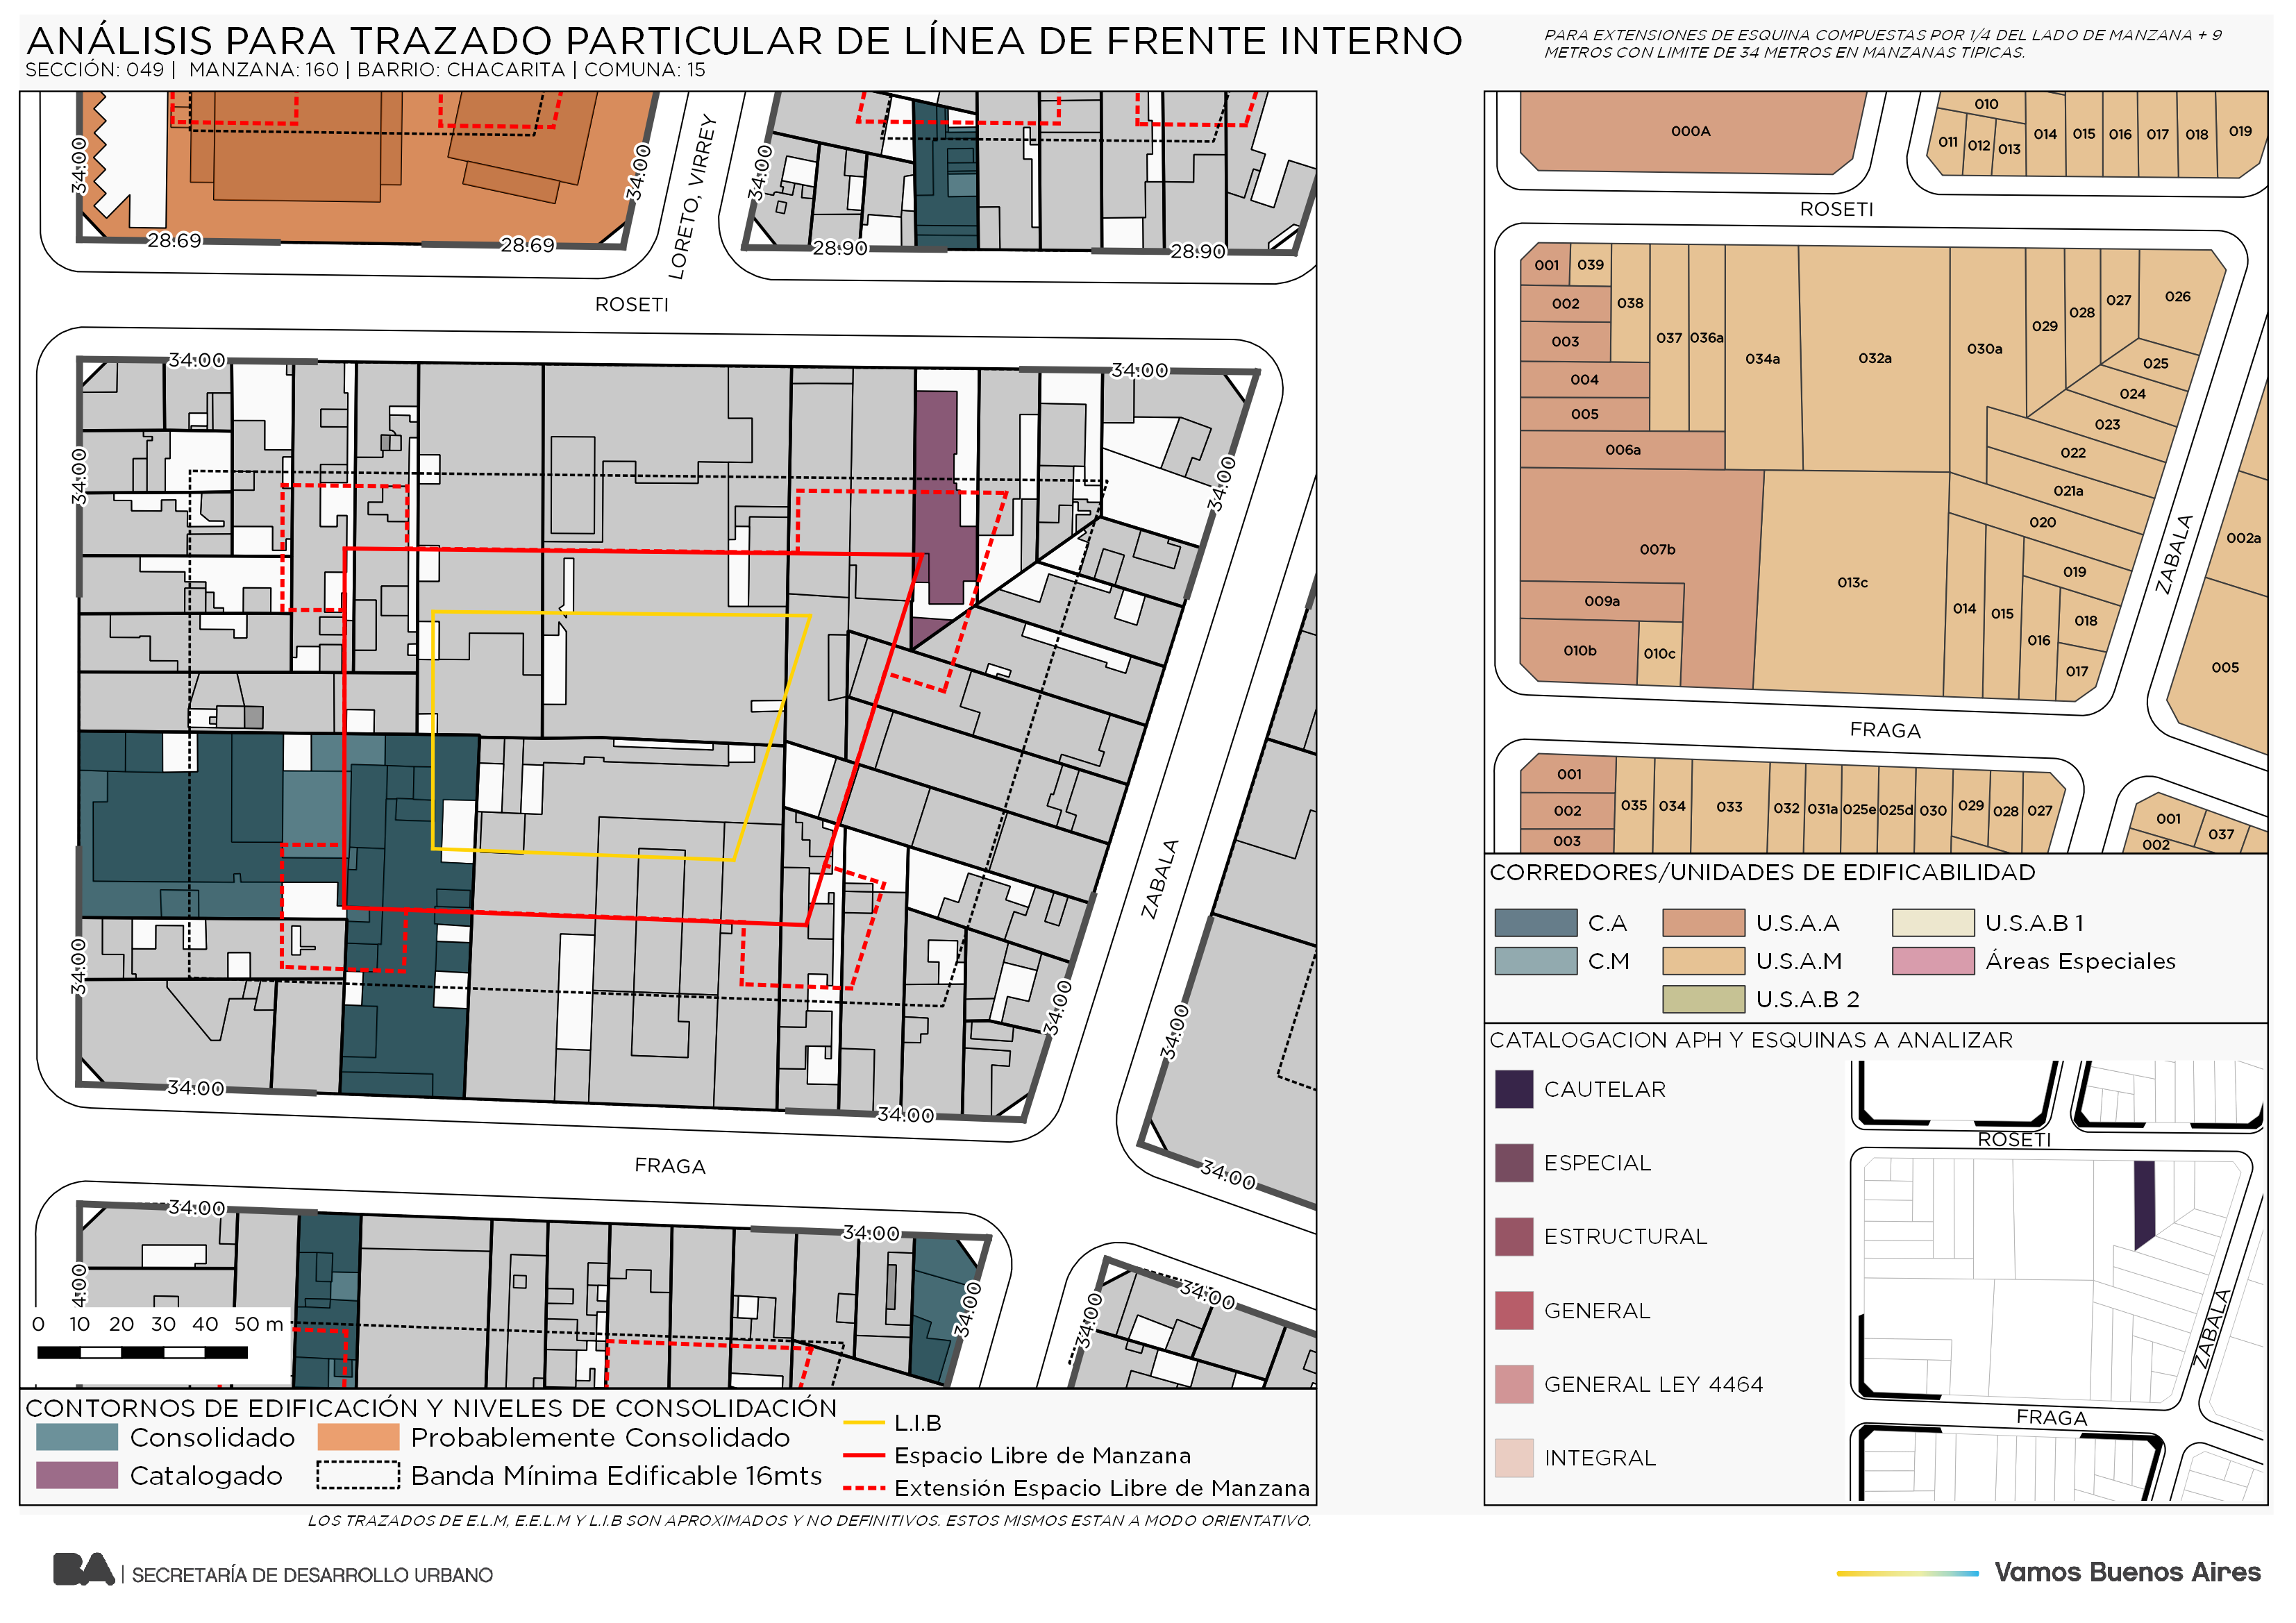 ANÁLISIS PARA TRAZADO PARTICULAR DE LÍNEA DE FRENTE INTERNO
SECCIÓN: 049 | MANZANA: 160 | BARRIO: CHACARITA | COMUNA: 15
PARA EXTENSIONES DE ESQUINA COMPUESTAS POR 1/4 DEL LADO DE MANZANA + 9
METROS CON LIMITE DE 34 METROS EN MANZANAS TIPICAS.
34.00
34.00
34.00
28.69
28.69
28.90
28.90
LORETO, VIRREY
ROSETI
34.00
34.00
34.00
34.00
34.00
34.00
34.00
34.00
ZABALA
34.00
34.00
FRAGA
34.00
34.00
34.00
34.00
34.00
0 10 20 30 40 50 m
CONTORNOS DE EDIFICACIÓN Y NIVELES DE CONSOLIDACIÓN
Consolidado
Probablemente Consolidado
Catalogado
Banda Mínima Edificable 16mts
L.I.B
Espacio Libre de Manzana
Extensión Espacio Libre de Manzana
LOS TRAZADOS DE E.L.M, E.E.L.M Y L.I.B SON APROXIMADOS Y NO DEFINITIVOS. ESTOS MISMOS ESTAN A MODO ORIENTATIVO.
000A
010
011 012 013 014 015 016 017 018 019
ROSETI
001 039
002 038
003 037 036a 034a 032a 030a 029 028 027 026
004 025
005 024
006a 023
022
021a
020
007b 013c 019
009a 014 015 016 018
010b 010c 017
002a
005
ZABALA
FRAGA
001
002 035 034 033 032 031a 025e 025d 030 029 028 027
003
001
002 037
CORREDORES/UNIDADES DE EDIFICABILIDAD
C.A U.S.A.A U.S.A.B 1
C.M U.S.A.M Áreas Especiales
U.S.A.B 2
CATALOGACION APH Y ESQUINAS A ANALIZAR
CAUTELAR
ESPECIAL
ESTRUCTURAL
GENERAL
GENERAL LEY 4464
INTEGRAL
ROSETI
ZABALA
FRAGA
BA | SECRETARÍA DE DESARROLLO URBANO
Vamos Buenos Aires